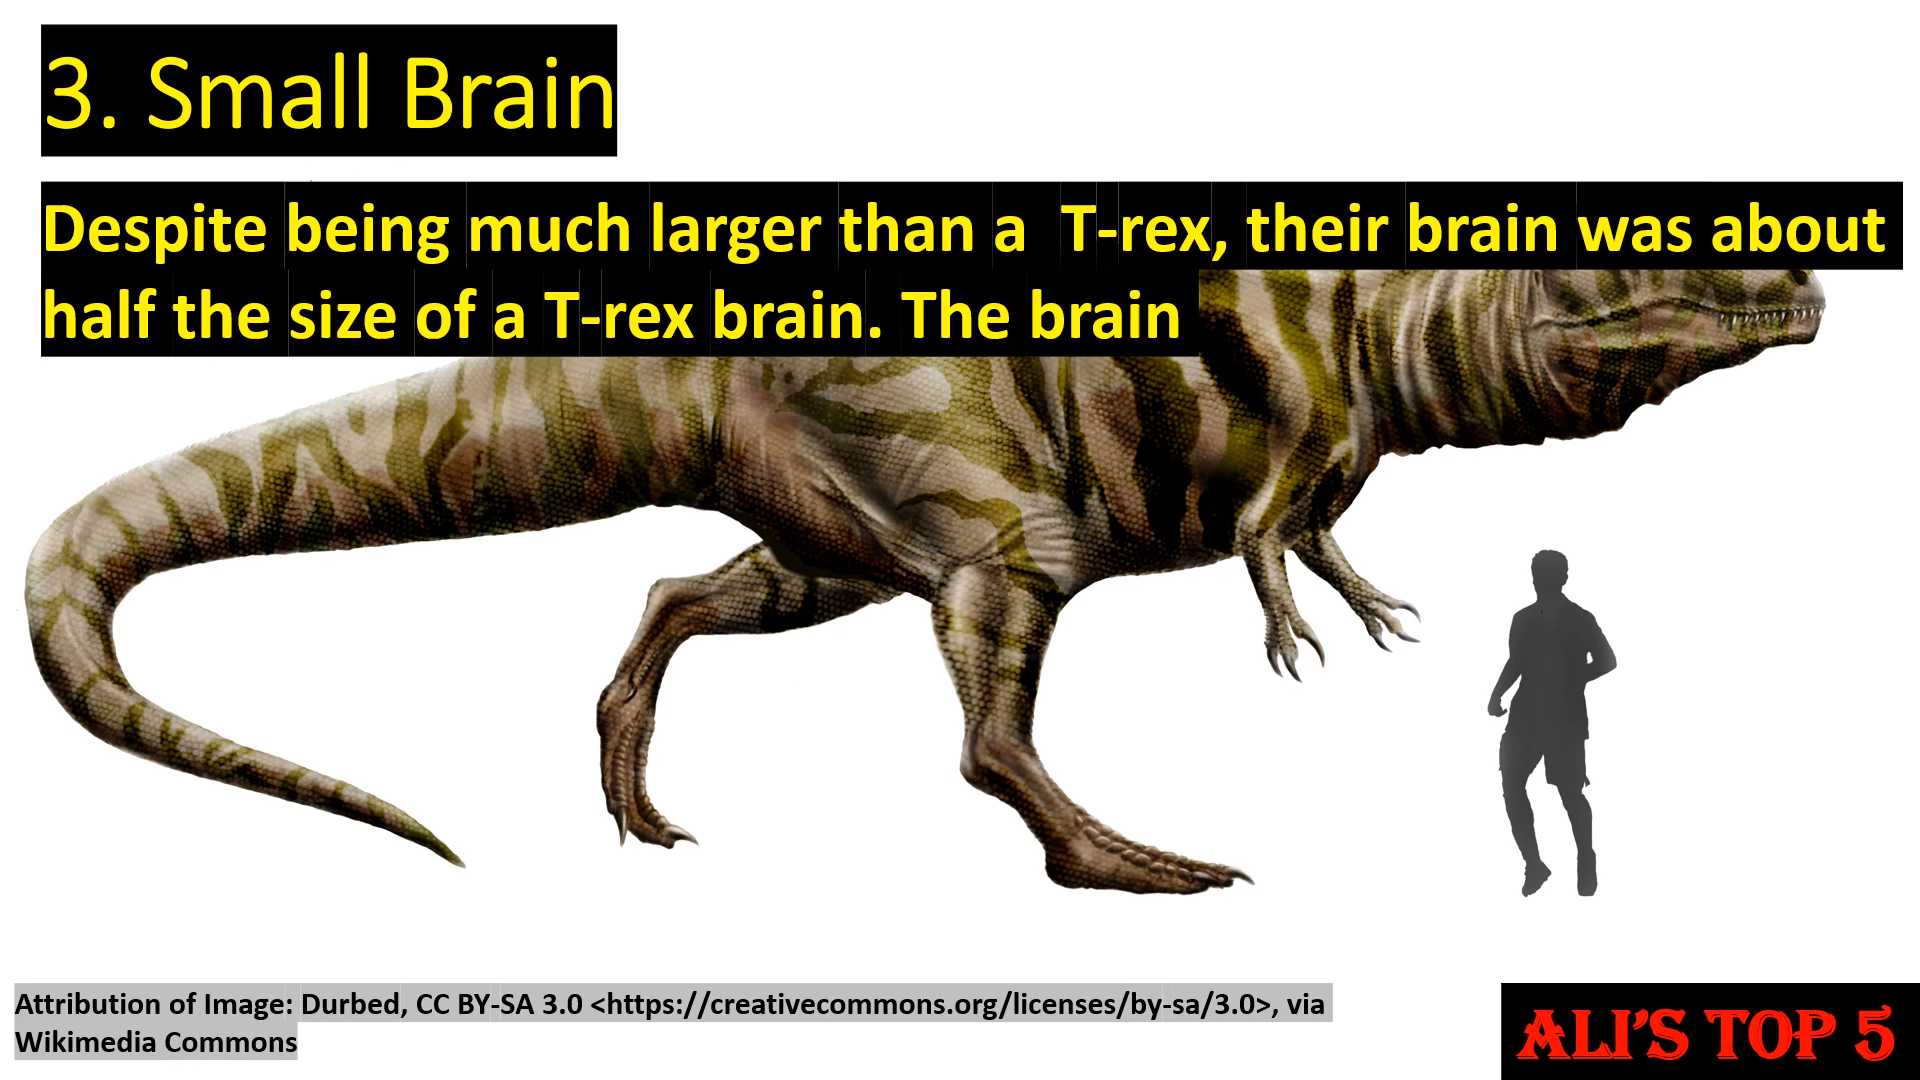 3. Small Brain
Despite being much larger than a  T-rex, their brain was about
half the size of a T-rex brain. The brain
Attribution of Image: Durbed, CC BY-SA 3.0 <https://creativecommons.org/licenses/by-sa/3.0>, via
Wikimedia Commons
ALI'S TOP 5